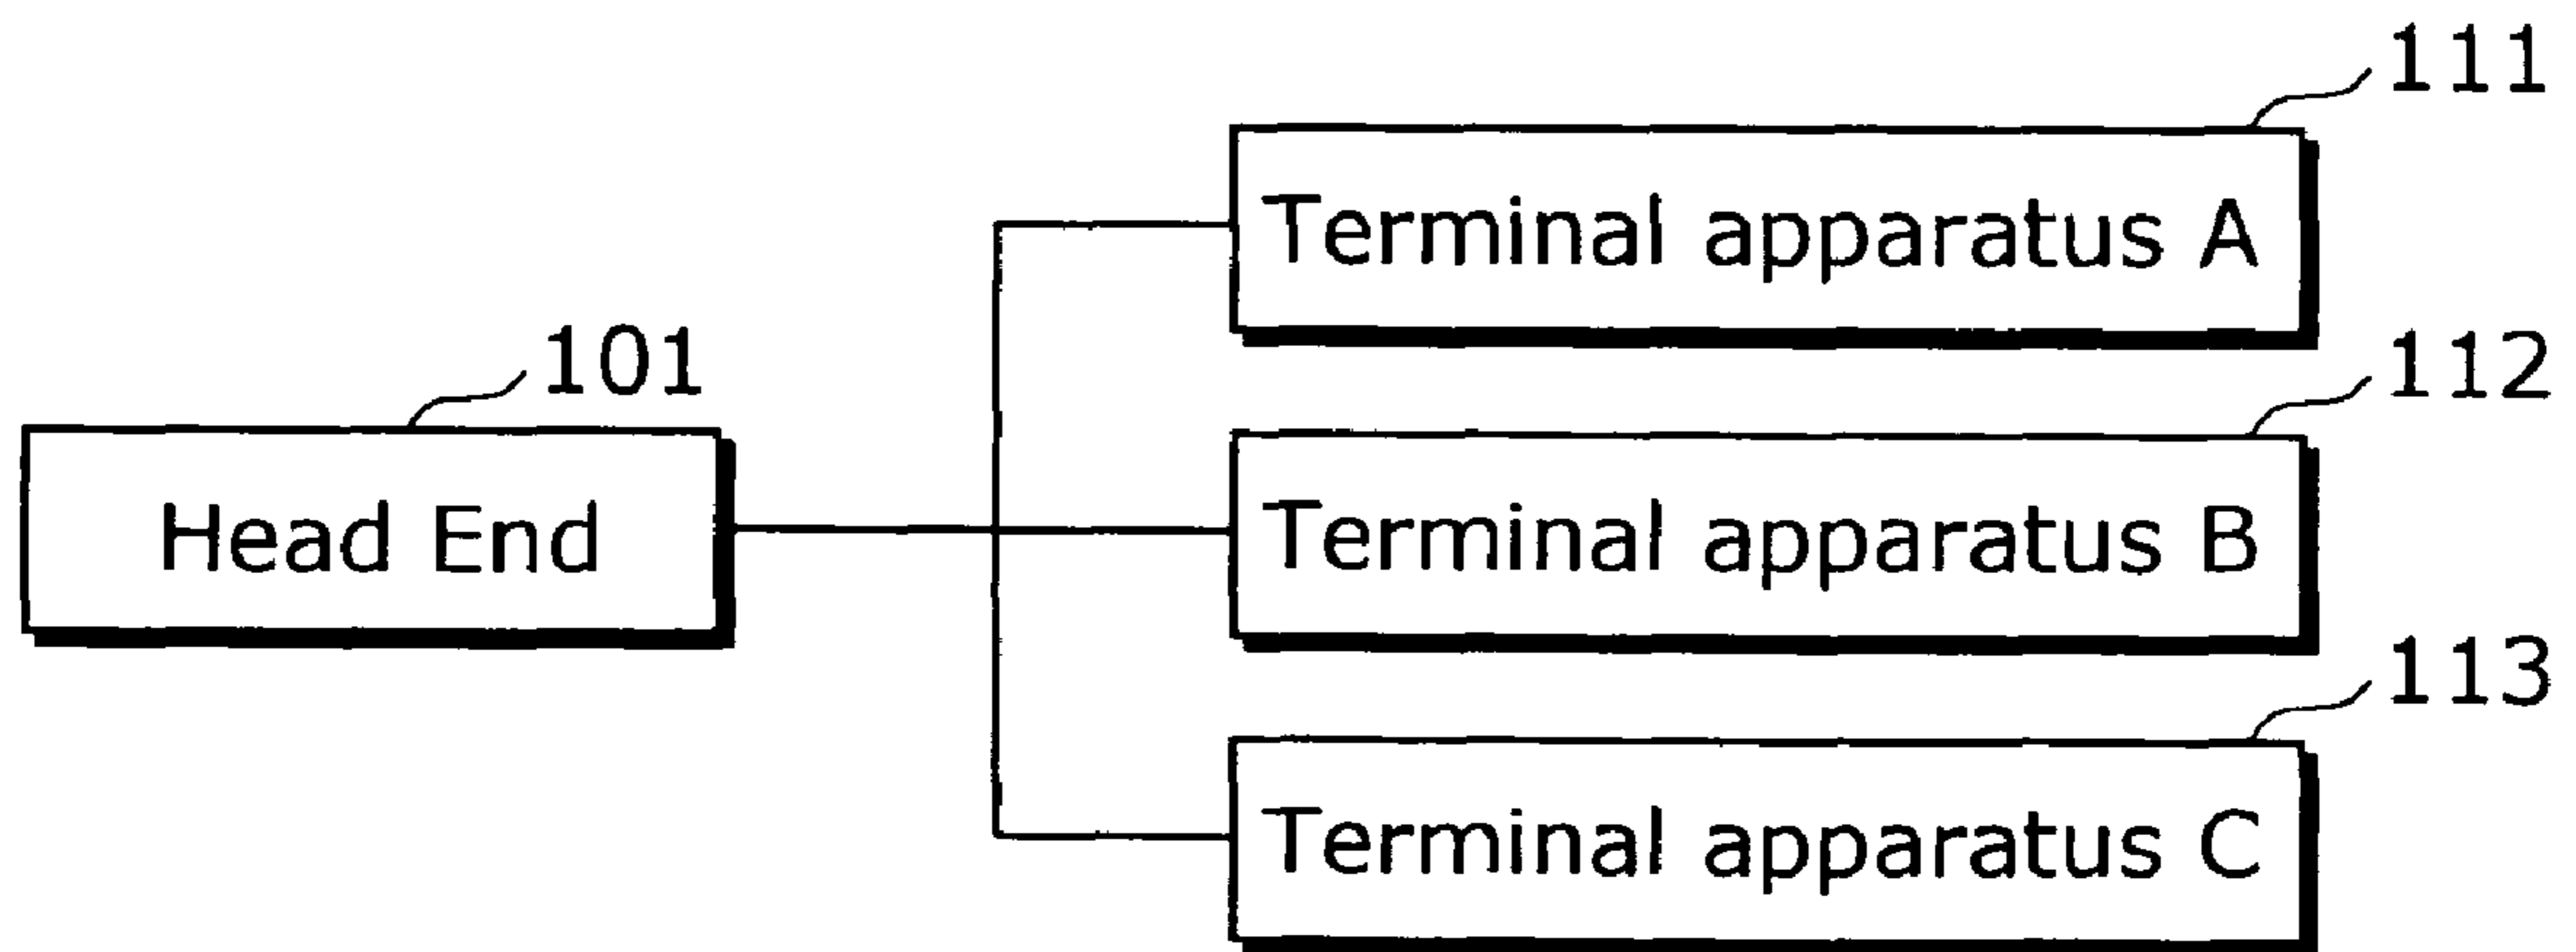 111
Terminal apparatus A
101
112
Head End
Terminal apparatus B
113
Terminal apparatus C